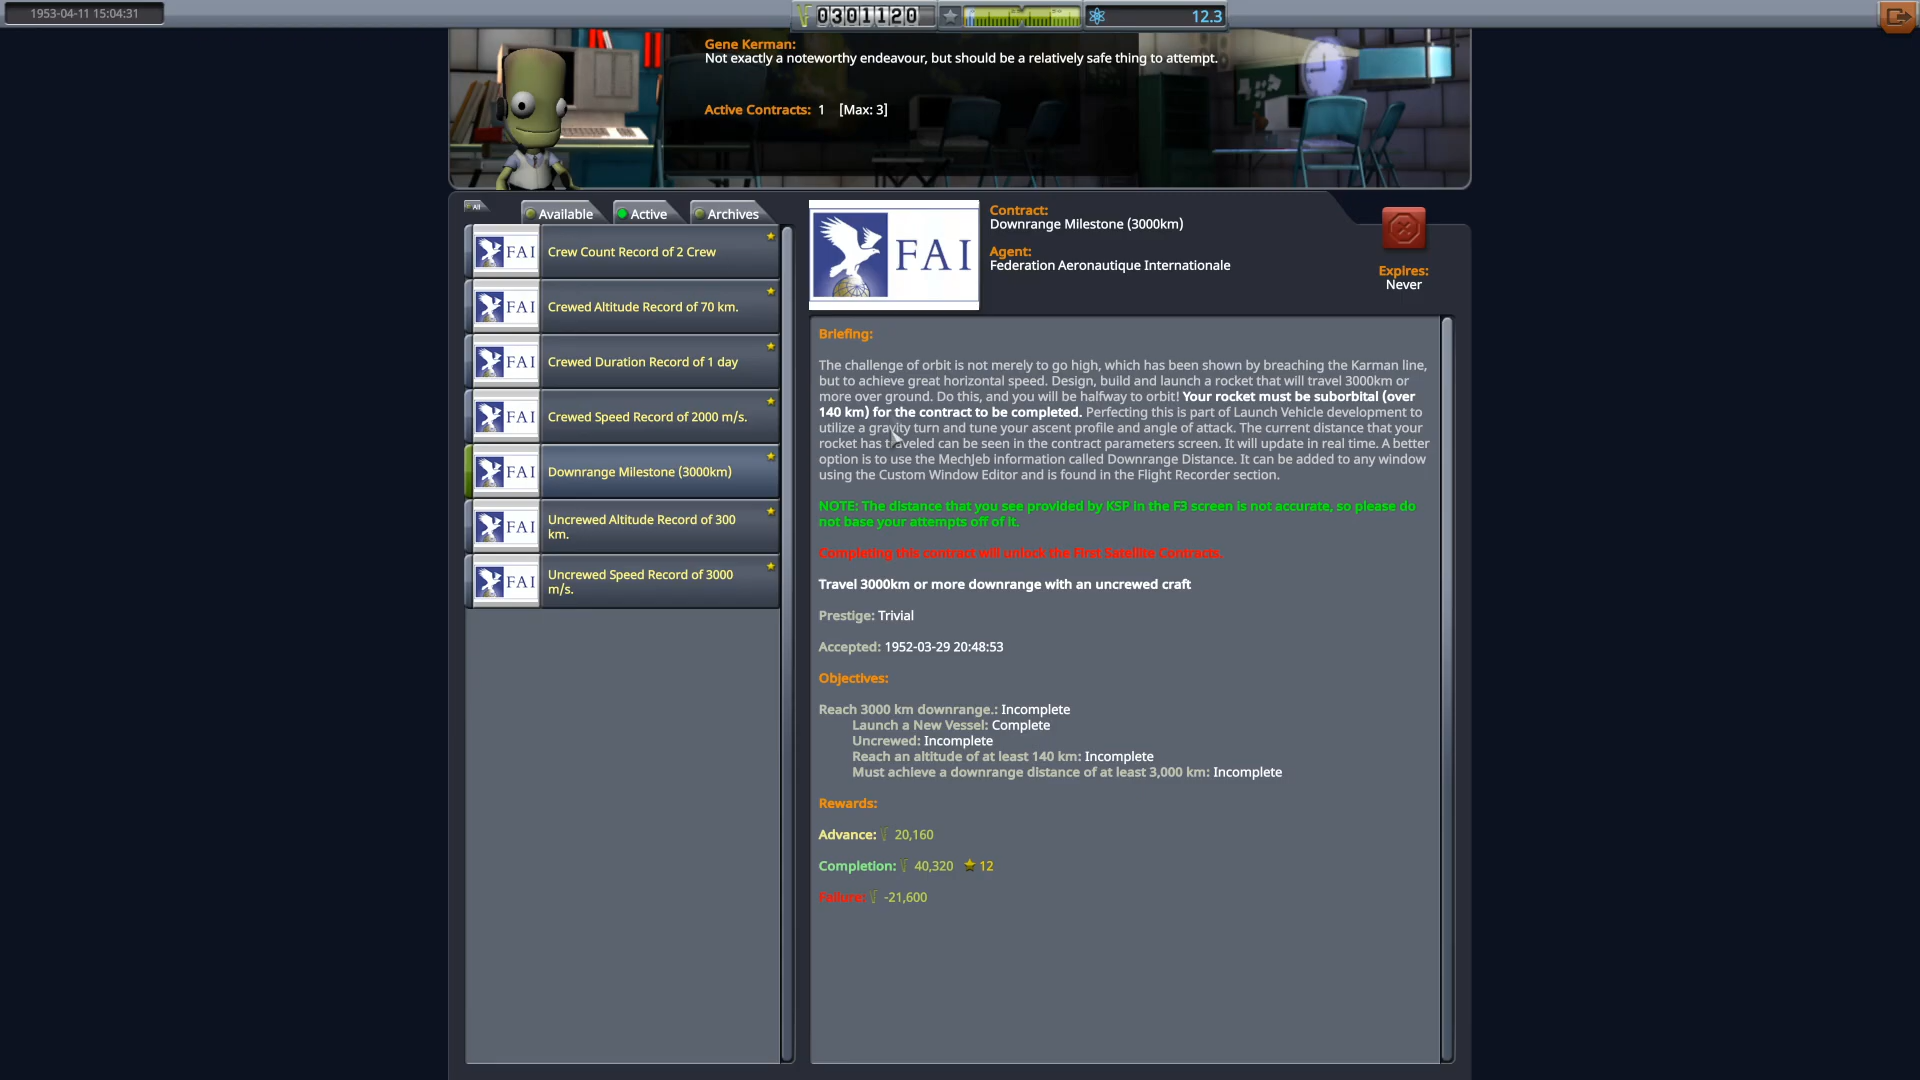 1953-04-11 15:04:31
0301120
12.3
Gene Kerman:
Not exactly a noteworthy endeavour, but should be a relatively safe thing to attempt.
Active Contracts: 1 [Max: 3]
All
Available
Active
Archives
FAI
Crew Count Record of 2 Crew
FAI
Crewed Altitude Record of 70 km.
FAI
Crewed Duration Record of 1 day
FAI
Crewed Speed Record of 2000 m/s.
FAI
Downrange Milestone (3000km)
FAI
Uncrewed Altitude Record of 300
km.
FAI
Uncrewed Speed Record of 3000
m/s.
FAI
Contract:
Downrange Milestone (3000km)
Agent:
Federation Aeronautique Internationale
Expires:
Never
Briefing:
The challenge of orbit is not merely to go high, which has been shown by breaching the Karman line,
but to achieve great horizontal speed. Design, build and launch a rocket that will travel 3000km or
more over ground. Do this, and you will be halfway to orbit! Your rocket must be suborbital (over
140 km) for the contract to be completed. Perfecting this is part of Launch Vehicle development to
utilize a gravity turn and tune your ascent profile and angle of attack. The current distance that your
rocket has traveled can be seen in the contract parameters screen. It will update in real time. A better
option is to use the MechJeb information called Downrange Distance. It can be added to any window
using the Custom Window Editor and is found in the Flight Recorder section.
NOTE: The distance that you see provided by KSP in the F3 screen is not accurate, so please do
not base your attempts off of it.
Completing this contract will unlock the First Satellite Contracts.
Travel 3000km or more downrange with an uncrewed craft
Prestige: Trivial
Accepted: 1952-03-29 20:48:53
Objectives:
Reach 3000 km downrange.: Incomplete
Launch a New Vessel: Complete
Uncrewed: Incomplete
Reach an altitude of at least 140 km: Incomplete
Must achieve a downrange distance of at least 3,000 km: Incomplete
Rewards:
Advance: 20,160
Completion: 40,320 12
Failure: -21,600